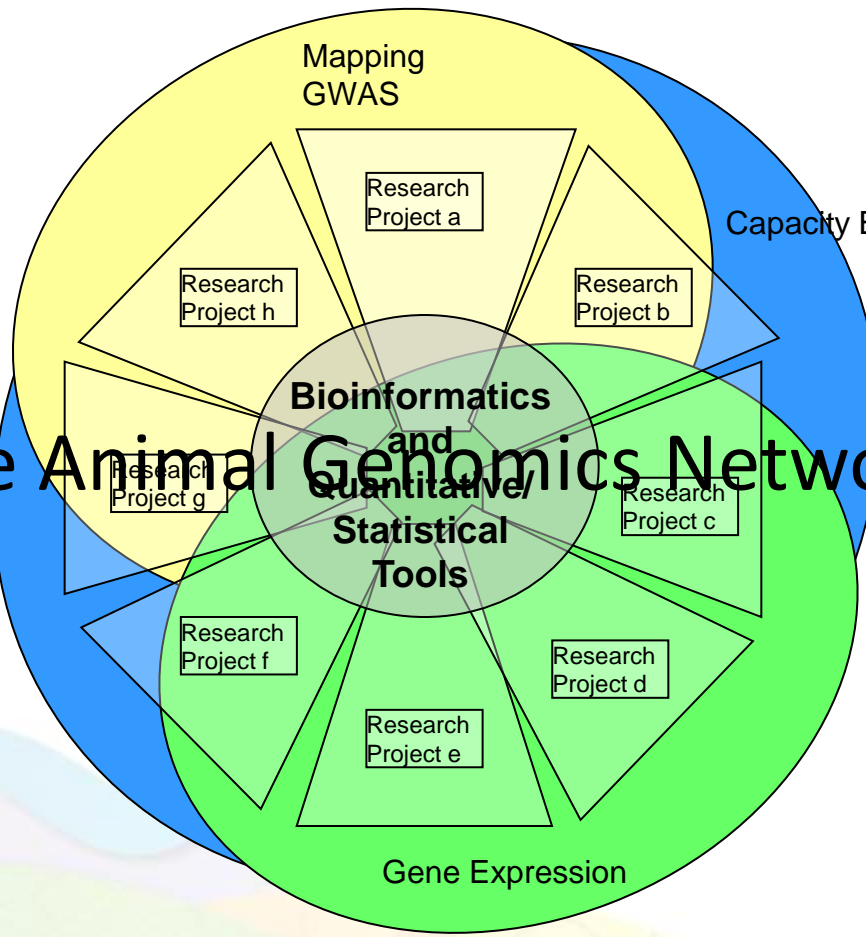 Mapping
GWAS
Research
Project a
Capacity
Research
Project h
Research
Project b
Bioinformatics
and
Quantitative/
Statistical
Tools
e Animal Genomics Netwo
Research
Project g
Research
Project c
Research
Project f
Research
Project d
Research
Project e
Gene Expression